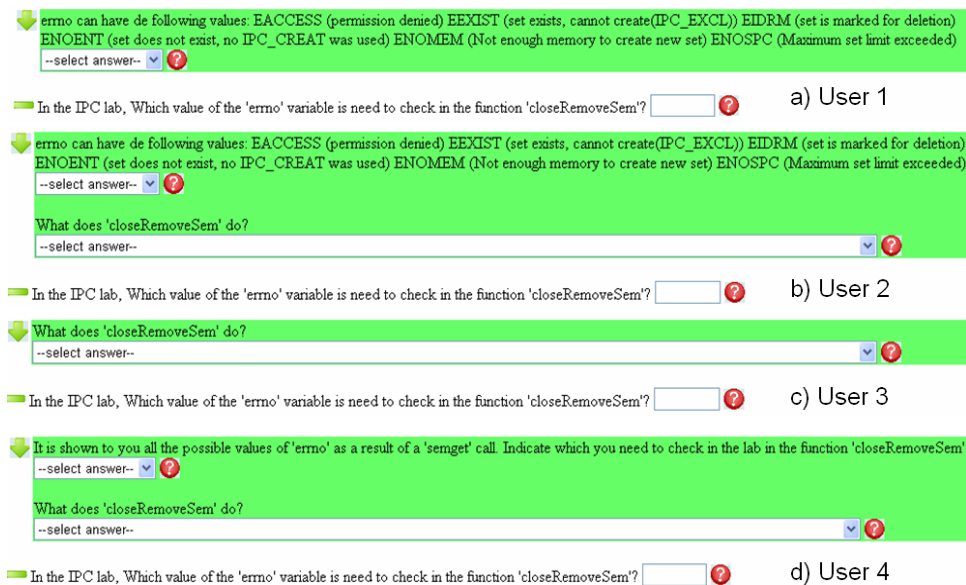 errno can have de following values: EACCESS (permission denied) EEXIST (set exists, cannot create(IPC_EXCL)) EIDRM (set is marked for deletion)
ENOENT (set does not exist, no IPC_CREAT was used) ENOMEM (Not enough memory to create new set) ENOSPC (Maximum set limit exceeded)
--select answer-- ?
In the IPC lab, Which value of the 'errno' variable is need to check in the function 'closeRemoveSem'? ? a) User 1
errno can have de following values: EACCESS (permission denied) EEXIST (set exists, cannot create(IPC_EXCL)) EIDRM (set is marked for deletion)
ENOENT (set does not exist, no IPC_CREAT was used) ENOMEM (Not enough memory to create new set) ENOSPC (Maximum set limit exceeded)
--select answer-- ?
What does 'closeRemoveSem' do?
--select answer-- ?
In the IPC lab, Which value of the 'errno' variable is need to check in the function 'closeRemoveSem'? ? b) User 2
What does 'closeRemoveSem' do?
--select answer-- ?
In the IPC lab, Which value of the 'errno' variable is need to check in the function 'closeRemoveSem'? ? c) User 3
It is shown to you all the possible values of 'errno' as a result of a 'semget' call. Indicate which you need to check in the lab in the function 'closeRemoveSem'
--select answer-- ?
What does 'closeRemoveSem' do?
--select answer-- ?
In the IPC lab, Which value of the 'errno' variable is need to check in the function 'closeRemoveSem'? ? d) User 4